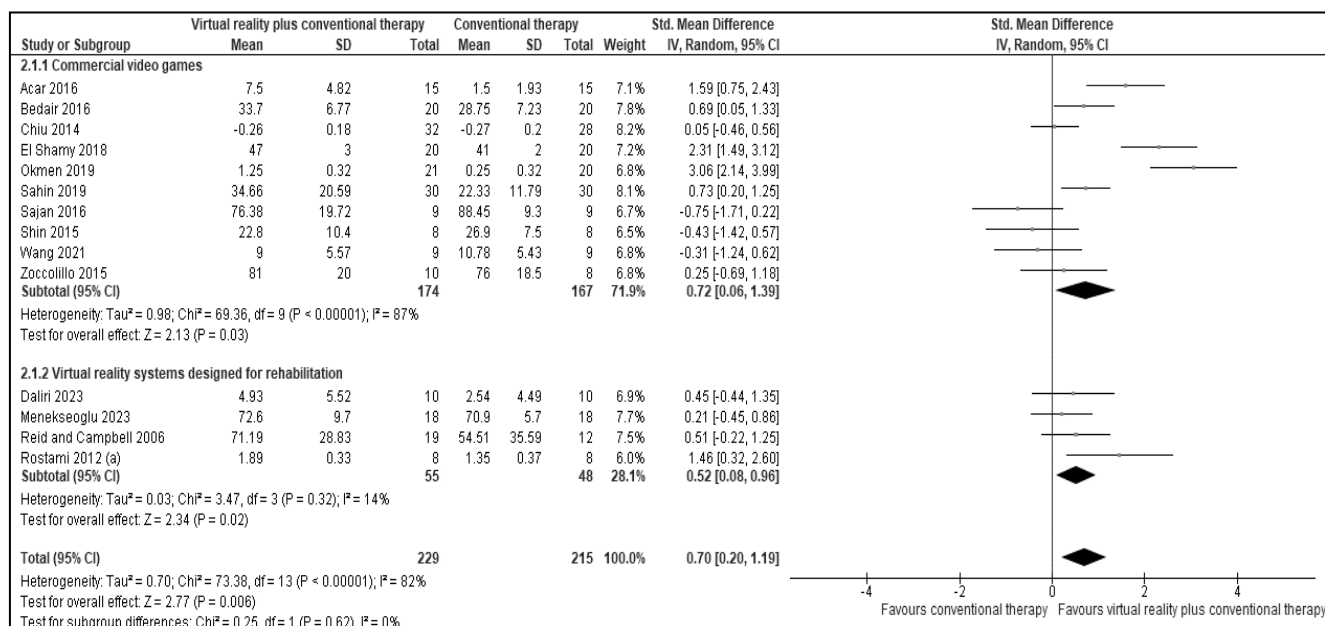 Virtual reality plus conventional therapy Conventional therapy Std. Mean Difference Std. Mean Difference
Study or Subgroup Mean SD Total Mean SD Total Weight IV, Random, 95% CI IV, Random, 95% CI
2.1.1 Commercial video games
Acar 2016 7.5 4.82 15 1.5 1.93 15 7.1% 1.59 [0.75, 2.43]
Bedair 2016 33.7 6.77 20 28.75 7.23 20 7.8% 0.69 [0.05, 1.33]
Chiu 2014 -0.26 0.18 32 -0.27 0.2 28 8.2% 0.05 [-0.46, 0.56]
El Shamy 2018 47 3 20 41 2 20 7.2% 2.31 [1.49, 3.12]
Okmen 2019 1.25 0.32 21 0.25 0.32 20 6.8% 3.06 [2.14, 3.99]
Sahin 2019 34.66 20.59 30 22.33 11.79 30 8.1% 0.73 [0.20, 1.25]
Sajan 2016 76.38 19.72 9 88.45 9.3 9 6.7% -0.75 [-1.71, 0.22]
Shin 2015 22.8 10.4 8 26.9 7.5 8 6.5% -0.43 [-1.42, 0.57]
Wang 2021 9 5.57 9 10.78 5.43 9 6.8% -0.31 [-1.24, 0.62]
Zoccolillo 2015 81 20 10 76 18.5 8 6.8% 0.25 [-0.69, 1.18]
Subtotal (95% CI) 174 167 71.9% 0.72 [0.06, 1.39]
Heterogeneity: Tau² = 0.98; Chi² = 69.36, df = 9 (P < 0.00001); I² = 87%
Test for overall effect: Z = 2.13 (P = 0.03)
2.1.2 Virtual reality systems designed for rehabilitation
Daliri 2023 4.93 5.52 10 2.54 4.49 10 6.9% 0.45 [-0.44, 1.35]
Menekseoglu 2023 72.6 9.7 18 70.9 5.7 18 7.7% 0.21 [-0.45, 0.86]
Reid and Campbell 2006 71.19 28.83 19 54.51 35.59 12 7.5% 0.51 [-0.22, 1.25]
Rostami 2012 (a) 1.89 0.33 8 1.35 0.37 8 6.0% 1.46 [0.32, 2.60]
Subtotal (95% CI) 55 48 28.1% 0.52 [0.08, 0.96]
Heterogeneity: Tau² = 0.03; Chi² = 3.47, df = 3 (P = 0.32); I² = 14%
Test for overall effect: Z = 2.34 (P = 0.02)
Total (95% CI) 229 215 100.0% 0.70 [0.20, 1.19]
Heterogeneity: Tau² = 0.70; Chi² = 73.38, df = 13 (P < 0.00001); I² = 82%
Test for overall effect: Z = 2.77 (P = 0.006)
Test for subgroup differences: Chi² = 0.25, df = 1 (P = 0.62), I² = 0%
-4 -2 0 2 4
Favours conventional therapy Favours virtual reality plus conventional therapy